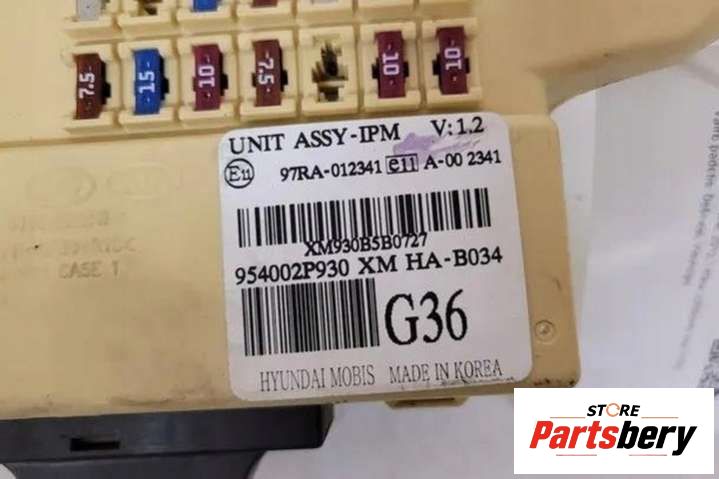 7.5
15
10
7.5
10
10
UNIT ASSY-IPM V: 1.2
E11 97RA-012341 e11 A-00 2341
XM930B5B0727
954002P930 XM HA-B034
G36
HYUNDAI MOBIS MADE IN KOREA
CASE 1
STORE
Partsbery